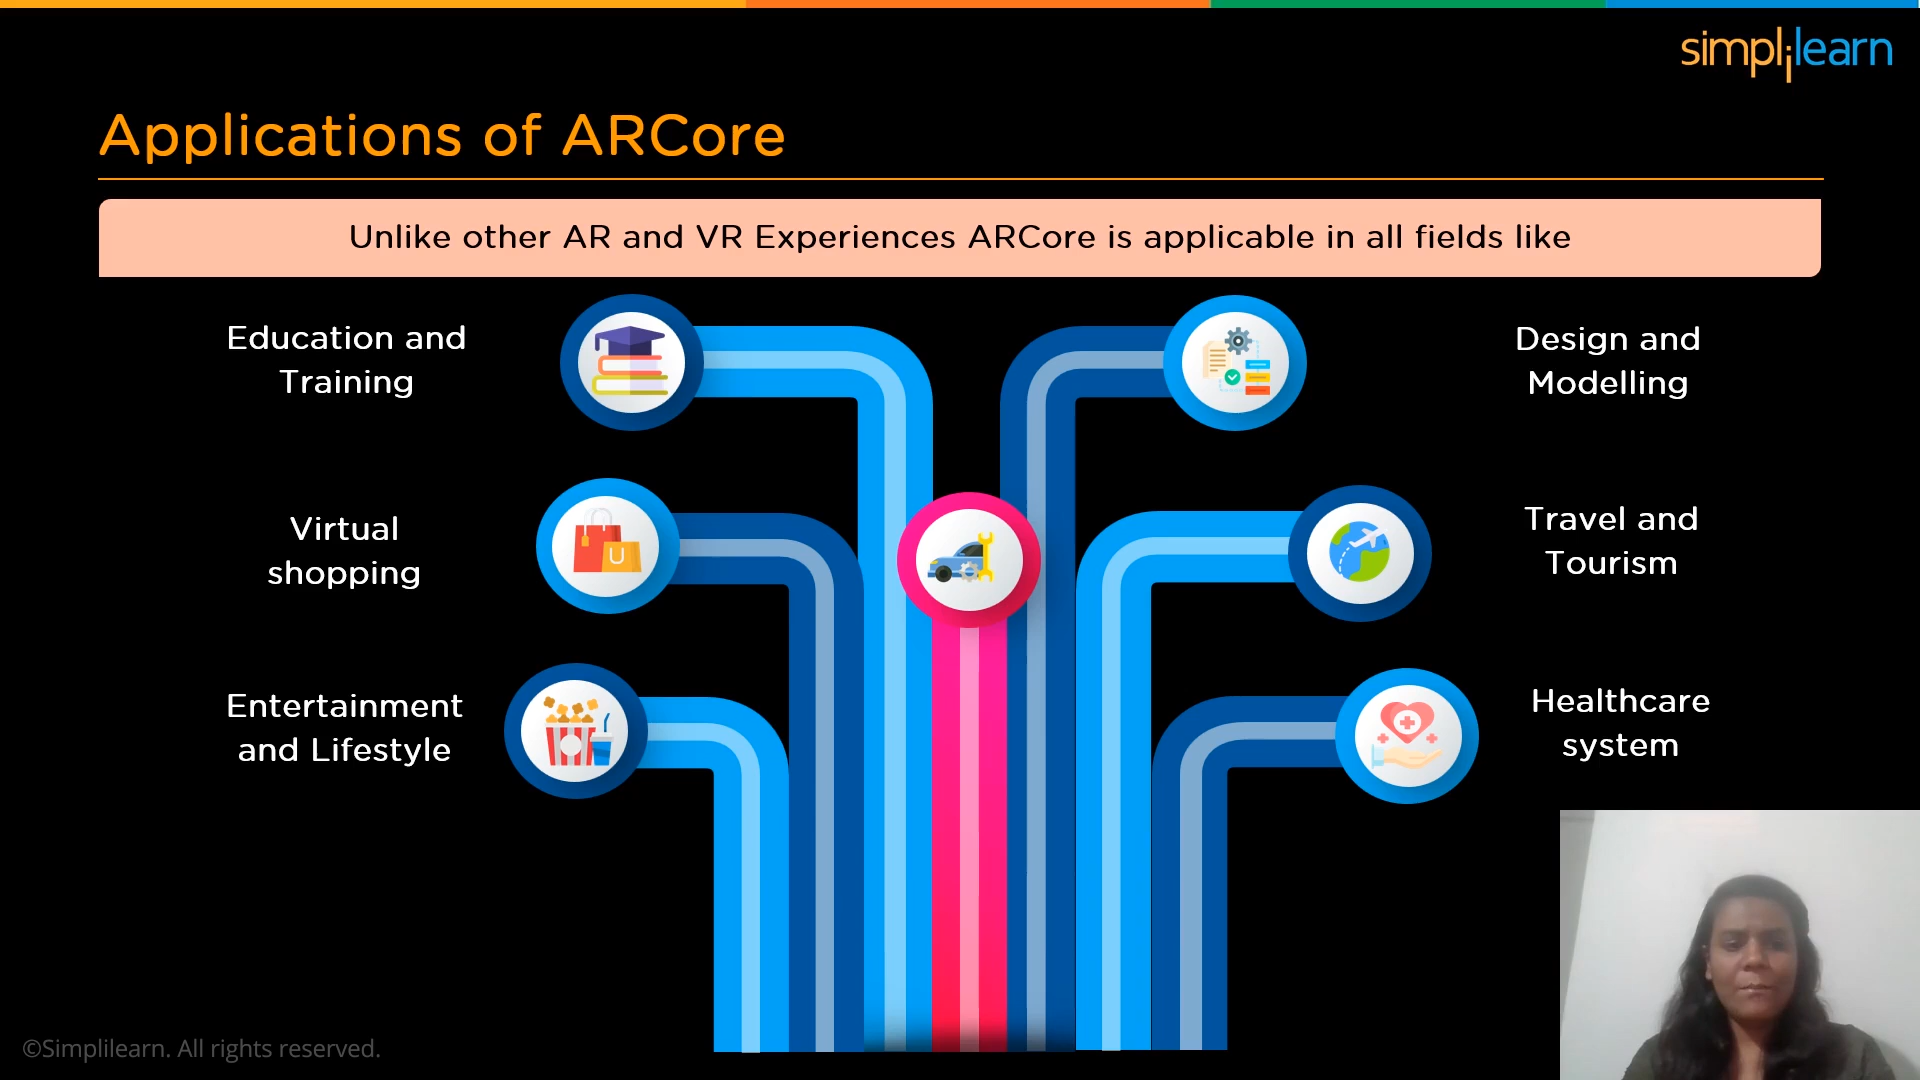 simplilearn
Applications of ARCore
Unlike other AR and VR Experiences ARCore is applicable in all fields like
Education and
Training
Design and
Modelling
Virtual
shopping
U
Travel and
Tourism
Entertainment
and Lifestyle
Healthcare
system
©Simplilearn. All rights reserved.